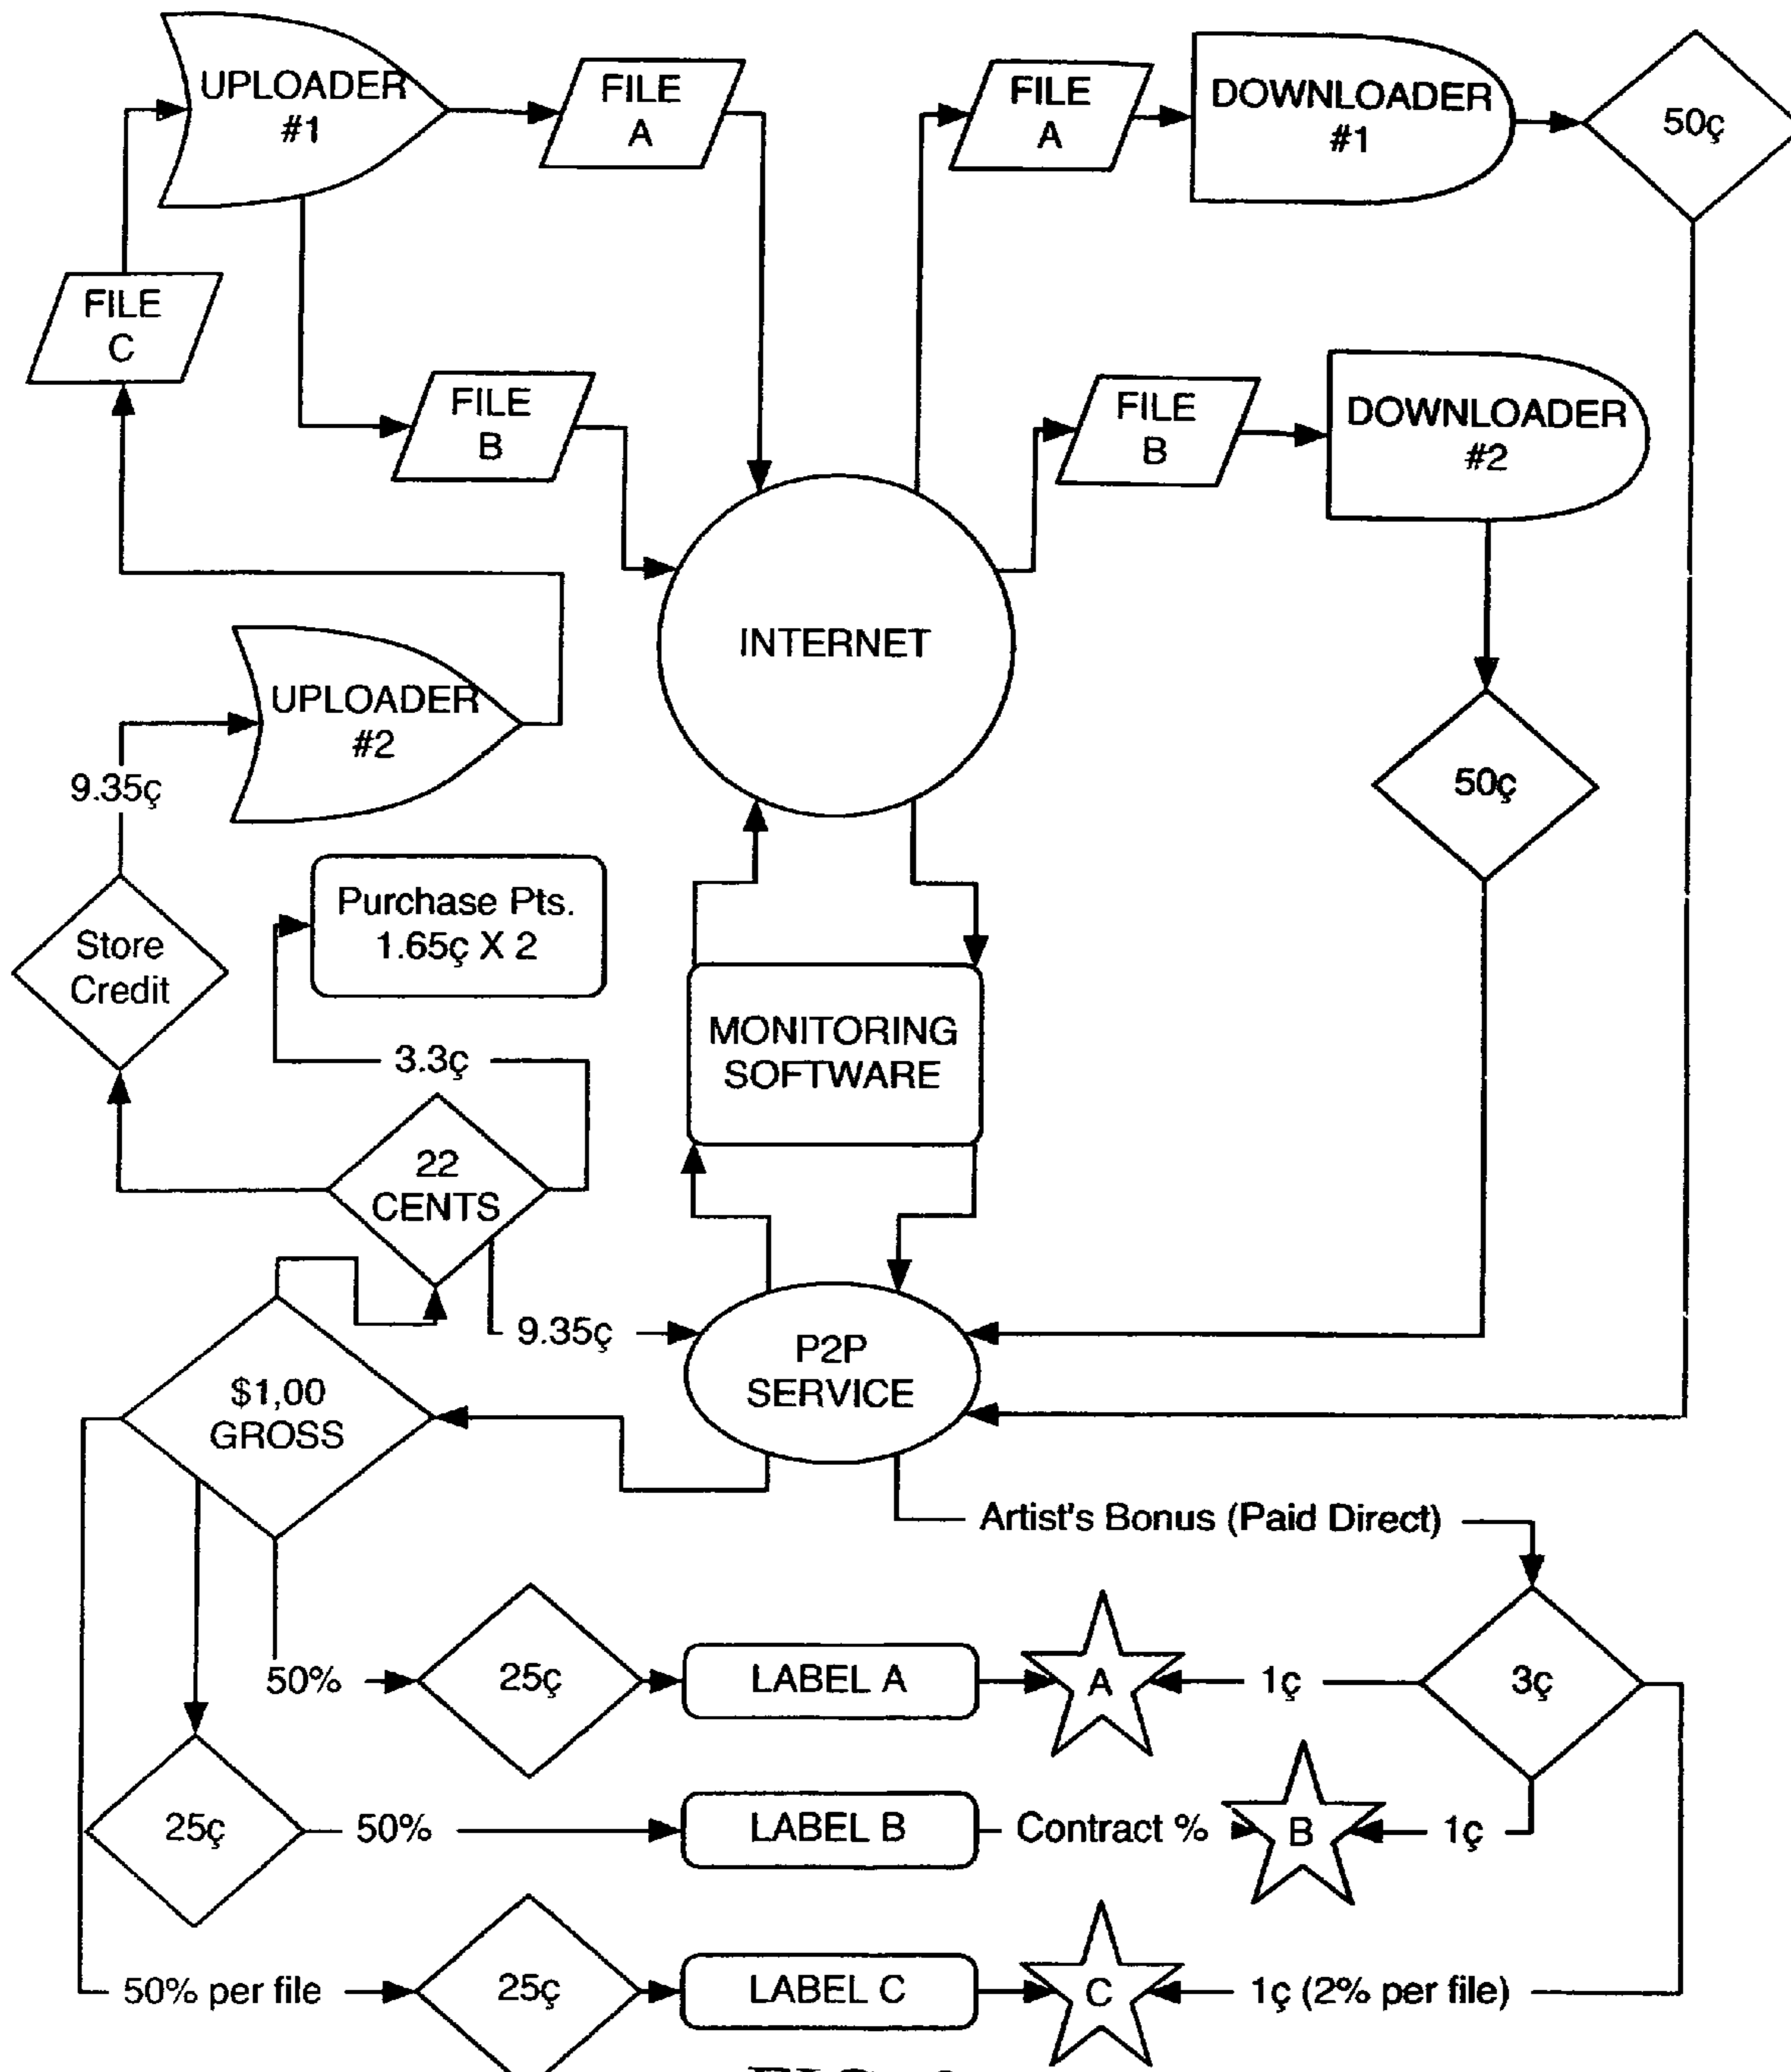 UPLOADER
#1
FILE
A
FILE
A
DOWNLOADER
#1
50ç
FILE
C
FILE
B
FILE
B
DOWNLOADER
#2
INTERNET
UPLOADER
#2
9.35ç
50ç
Purchase Pts.
1.65ç X 2
Store
Credit
MONITORING
SOFTWARE
3.3ç
22
CENTS
9.35ç
P2P
SERVICE
$1,00
GROSS
Artist's Bonus (Paid Direct)
50%
25ç
LABEL A
A
1ç
3ç
25ç
50%
LABEL B
Contract %
B
1ç
50% per file
25ç
LABEL C
C
1ç (2% per file)